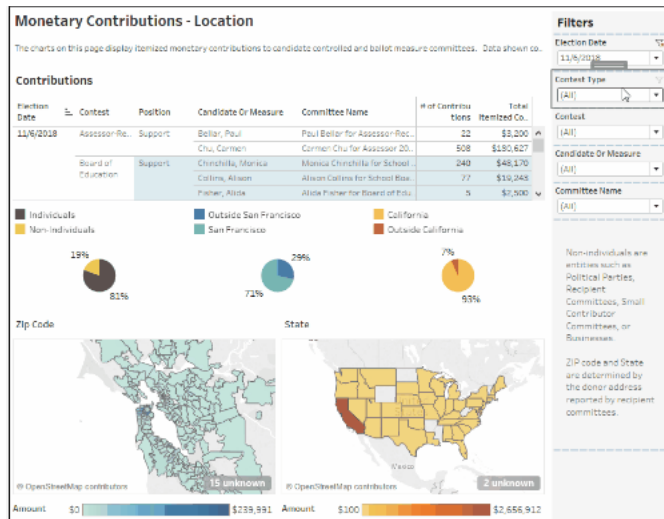 Monetary Contributions - Location
The charts on this page display itemized monetary contributions to candidate controlled and ballot measure committees. Data shown co..
Contributions
Election Date Contest Position Candidate Or Measure Committee Name # of Contributions Total Itemized Co..
11/6/2018 Assessor-Re.. Support Bellar, Paul Paul Bellar for Assessor-Rec.. 22 $3,200
Chu, Carmen Carmen Chu for Assessor 20.. 508 $180,627
Board of Education Support Chinchilla, Monica Monica Chinchilla for School .. 240 $48,170
Collins, Alison Alison Collins for School Boa.. 77 $19,248
Fisher, Alida Alida Fisher for Board of Edu.. 5 $2,500
Individuals
Non-Individuals
Outside San Francisco
San Francisco
California
Outside California
19%
81%
29%
71%
7%
93%
Zip Code
© OpenStreetMap contributors
15 unknown
Amount $0 $239,991
State
Mexico
© OpenStreetMap contributors
2 unknown
Amount $100 $2,656,912
Filters
Election Date
11/6/2018
Contest Type
(All)
Contest
(All)
Candidate Or Measure
(All)
Committee Name
(All)
Non-individuals are
entities such as
Political Parties,
Recipient
Committees, Small
Contributor
Committees, or
Businesses.
ZIP code and State
are determined by
the donor address
reported by recipient
committees.